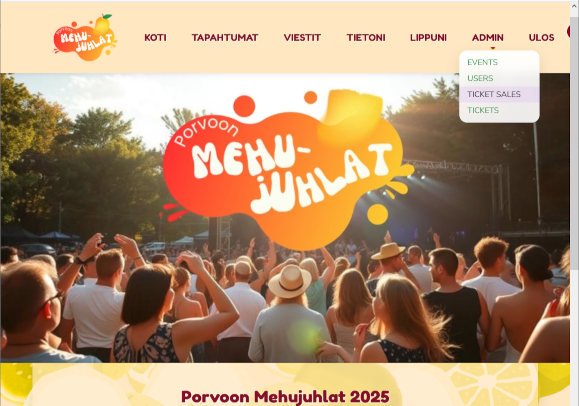 Porvoon
MEHU-
JUHLAT
KOTI TAPAHTUMAT VIESTIT TIETONI LIPPUNI ADMIN ULOS
EVENTS
USERS
TICKET SALES
TICKETS
Porvoon
MEHU-
JUHLAT
Porvoon Mehujuhlat 2025